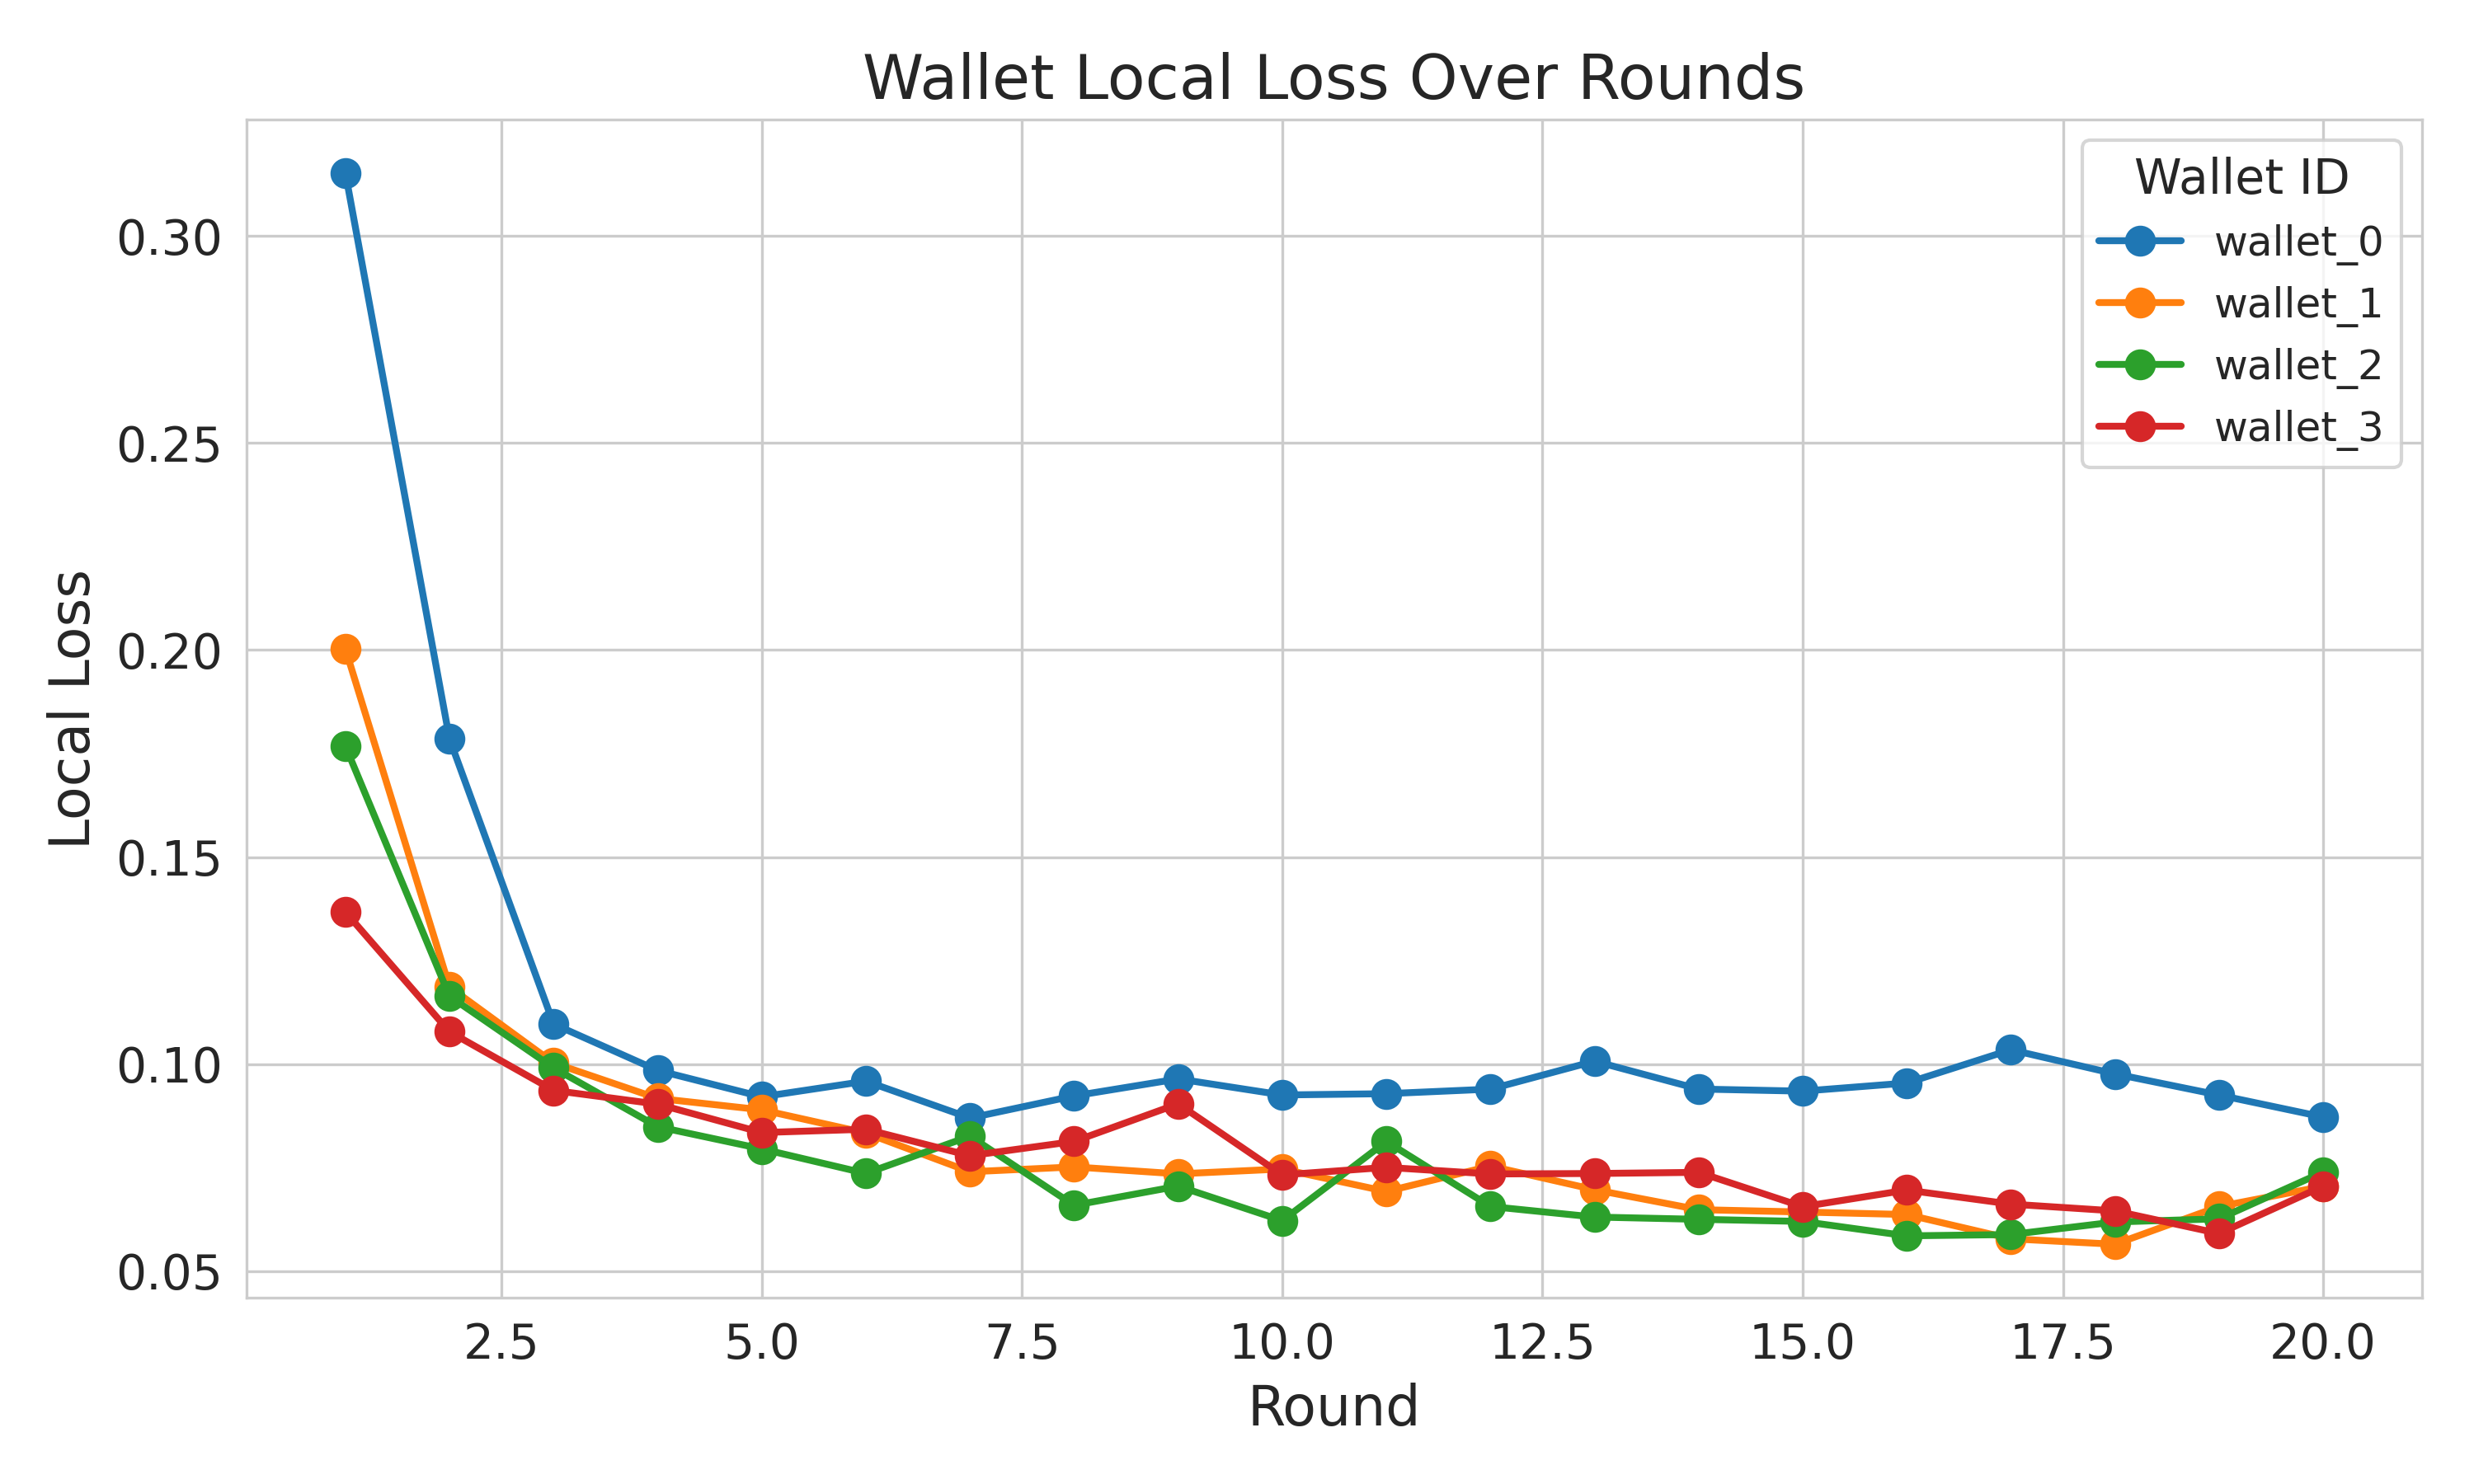 Wallet Local Loss Over Rounds
Wallet ID
wallet_0
wallet_1
wallet_2
wallet_3
Local Loss
0.30
0.25
0.20
0.15
0.10
0.05
2.5 5.0 7.5 10.0 12.5 15.0 17.5 20.0
Round